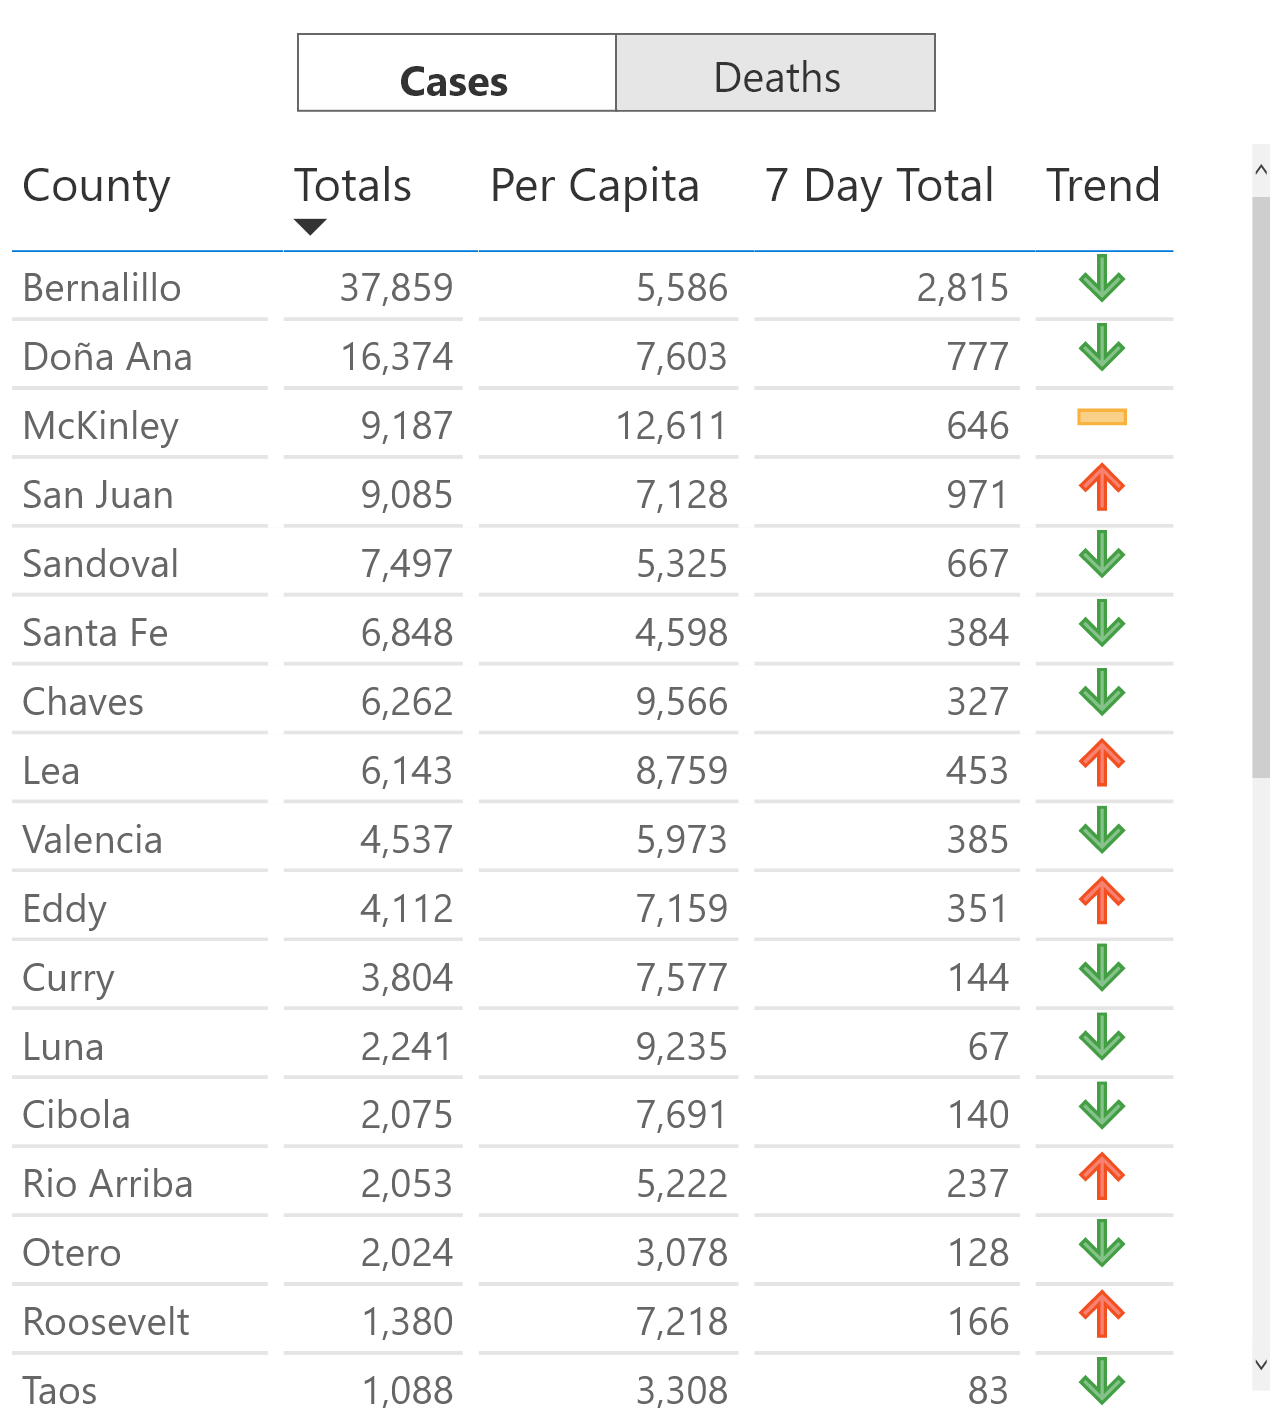 Cases Deaths
County Totals Per Capita 7 Day Total Trend
Bernalillo 37,859 5,586 2,815
Doña Ana 16,374 7,603 777
McKinley 9,187 12,611 646
San Juan 9,085 7,128 971
Sandoval 7,497 5,325 667
Santa Fe 6,848 4,598 384
Chaves 6,262 9,566 327
Lea 6,143 8,759 453
Valencia 4,537 5,973 385
Eddy 4,112 7,159 351
Curry 3,804 7,577 144
Luna 2,241 9,235 67
Cibola 2,075 7,691 140
Rio Arriba 2,053 5,222 237
Otero 2,024 3,078 128
Roosevelt 1,380 7,218 166
Taos 1,088 3,308 83